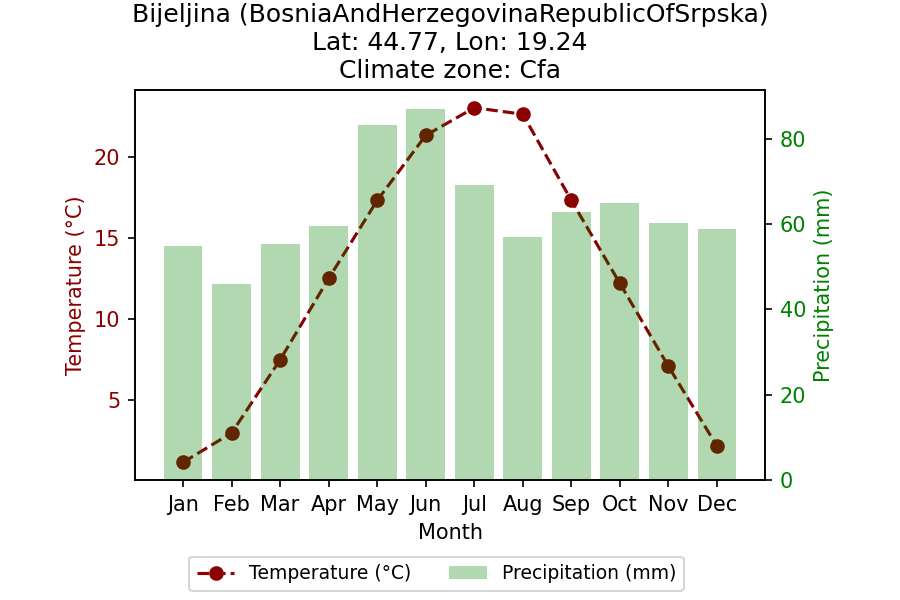 Bijeljina (BosniaAndHerzegovinaRepublicOfSrpska)
Lat: 44.77, Lon: 19.24
Climate zone: Cfa
Temperature (°C)
20
15
10
5
Precipitation (mm)
80
60
40
20
0
Jan Feb Mar Apr May Jun Jul Aug Sep Oct Nov Dec
Month
Temperature (°C) Precipitation (mm)